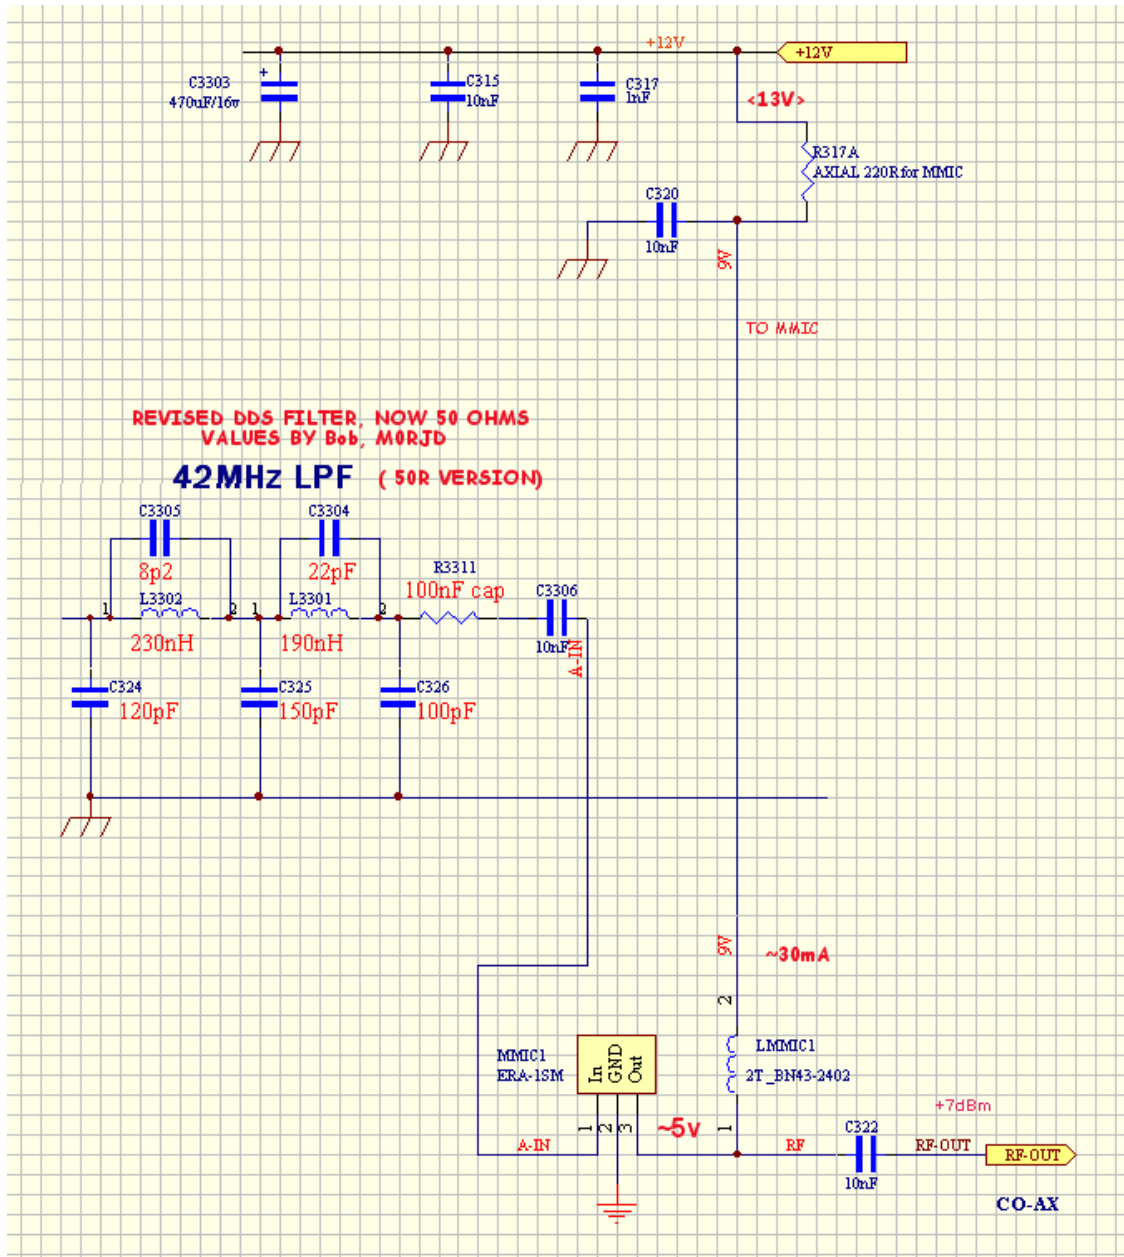 +12V
+12V
C3303
+
470uF/16v
C315
10nF
C317
1nF
<13V>
R317A
AXIAL 220R for MMIC
C320
10nF
9V
TO MMIC
REVISED DDS FILTER, NOW 50 OHMS
VALUES BY Bob, M0RJD
42MHz LPF ( 50R VERSION)
C3305
8p2
C3304
22pF
R3311
100nF cap
C3306
10nF
A-IN
1
L3302
2
230nH
1
L3301
2
190nH
C324
120pF
C325
150pF
C326
100pF
9V
~30mA
2
LMMIC1
2T_BN43-2402
1
MMIC1
ERA-1SM
In
GND
Out
1
2
3
~5v
A-IN
RF
C322
10nF
+7dBm
RF-OUT
RF-OUT
CO-AX